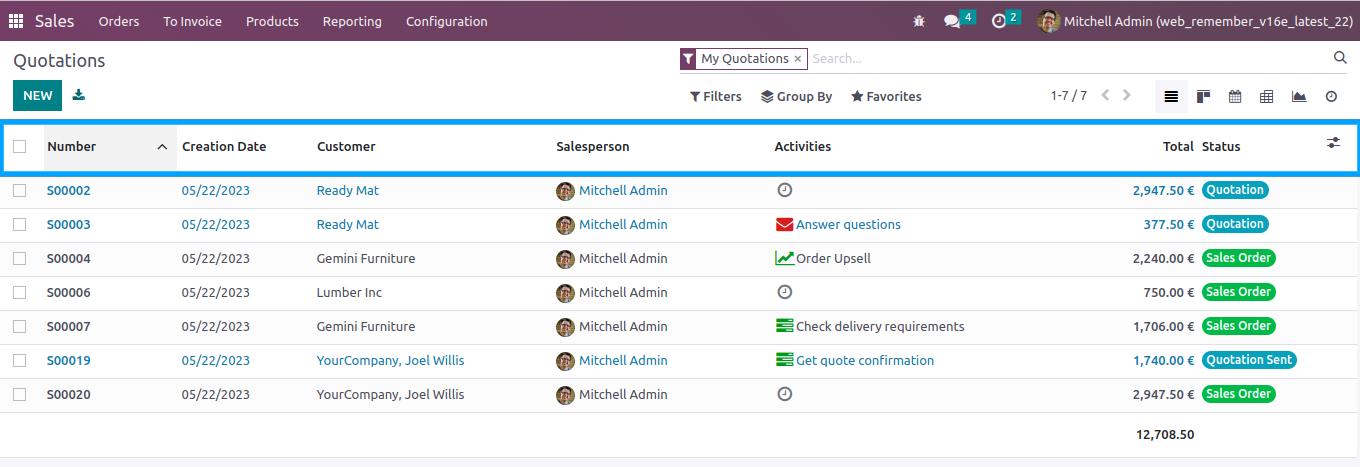 Sales Orders To Invoice Products Reporting Configuration 4 2 Mitchell Admin (web_remember_v16e_latest_22)
Quotations My Quotations × Search...
NEW Filters Group By Favorites 1-7 / 7
Number Creation Date Customer Salesperson Activities Total Status
S00002 05/22/2023 Ready Mat Mitchell Admin 2,947.50 € Quotation
S00003 05/22/2023 Ready Mat Mitchell Admin Answer questions 377.50 € Quotation
S00004 05/22/2023 Gemini Furniture Mitchell Admin Order Upsell 2,240.00 € Sales Order
S00006 05/22/2023 Lumber Inc Mitchell Admin 750.00 € Sales Order
S00007 05/22/2023 Gemini Furniture Mitchell Admin Check delivery requirements 1,706.00 € Sales Order
S00019 05/22/2023 YourCompany, Joel Willis Mitchell Admin Get quote confirmation 1,740.00 € Quotation Sent
S00020 05/22/2023 YourCompany, Joel Willis Mitchell Admin 2,947.50 € Sales Order
12,708.50